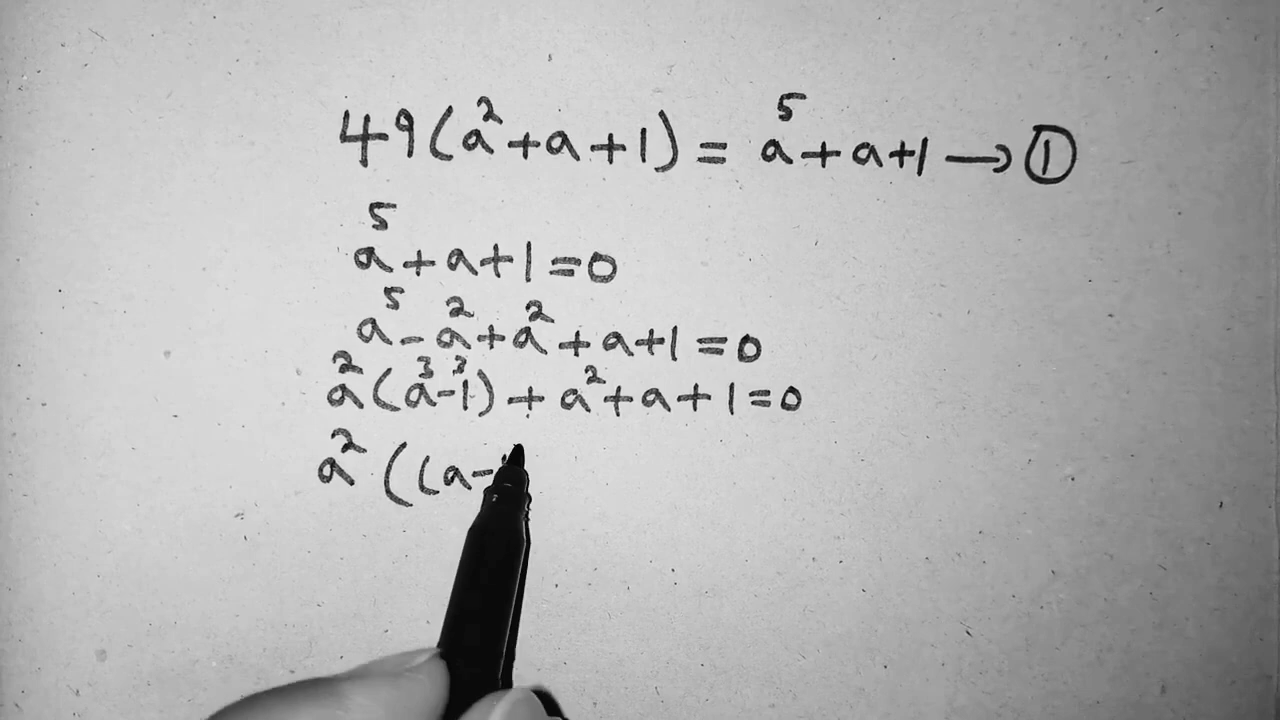 49(a²+a+1) = a⁵+a+1 → ①
a⁵+a+1=0
a⁵-a²+a²+a+1=0
a²(a³-1³)+a²+a+1=0
a²((a-